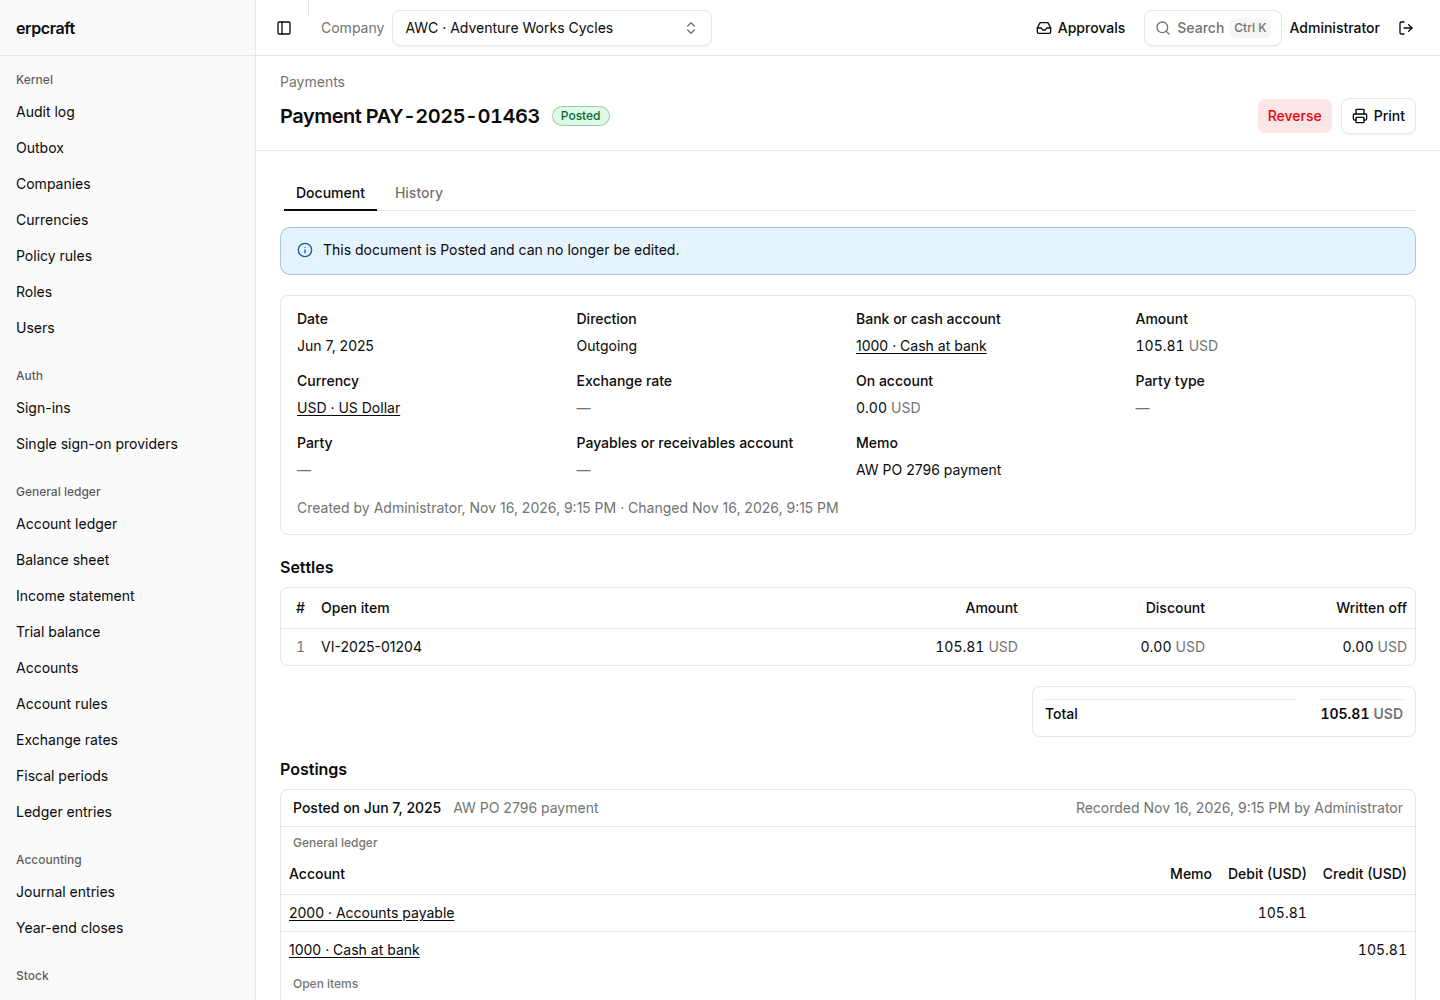 erpcraft
Company
AWC · Adventure Works Cycles
Approvals
Search Ctrl K
Administrator
Kernel
Audit log
Outbox
Companies
Currencies
Policy rules
Roles
Users
Auth
Sign-ins
Single sign-on providers
General ledger
Account ledger
Balance sheet
Income statement
Trial balance
Accounts
Account rules
Exchange rates
Fiscal periods
Ledger entries
Accounting
Journal entries
Year-end closes
Stock
Payments
Payment PAY-2025-01463 Posted
Reverse
Print
Document History
This document is Posted and can no longer be edited.
Date Direction Bank or cash account Amount
Jun 7, 2025 Outgoing 1000 · Cash at bank 105.81 USD
Currency Exchange rate On account Party type
USD · US Dollar — 0.00 USD —
Party Payables or receivables account Memo
— — AW PO 2796 payment
Created by Administrator, Nov 16, 2026, 9:15 PM · Changed Nov 16, 2026, 9:15 PM
Settles
# Open item Amount Discount Written off
1 VI-2025-01204 105.81 USD 0.00 USD 0.00 USD
Total 105.81 USD
Postings
Posted on Jun 7, 2025 AW PO 2796 payment Recorded Nov 16, 2026, 9:15 PM by Administrator
General ledger
Account Memo Debit (USD) Credit (USD)
2000 · Accounts payable 105.81
1000 · Cash at bank 105.81
Open items